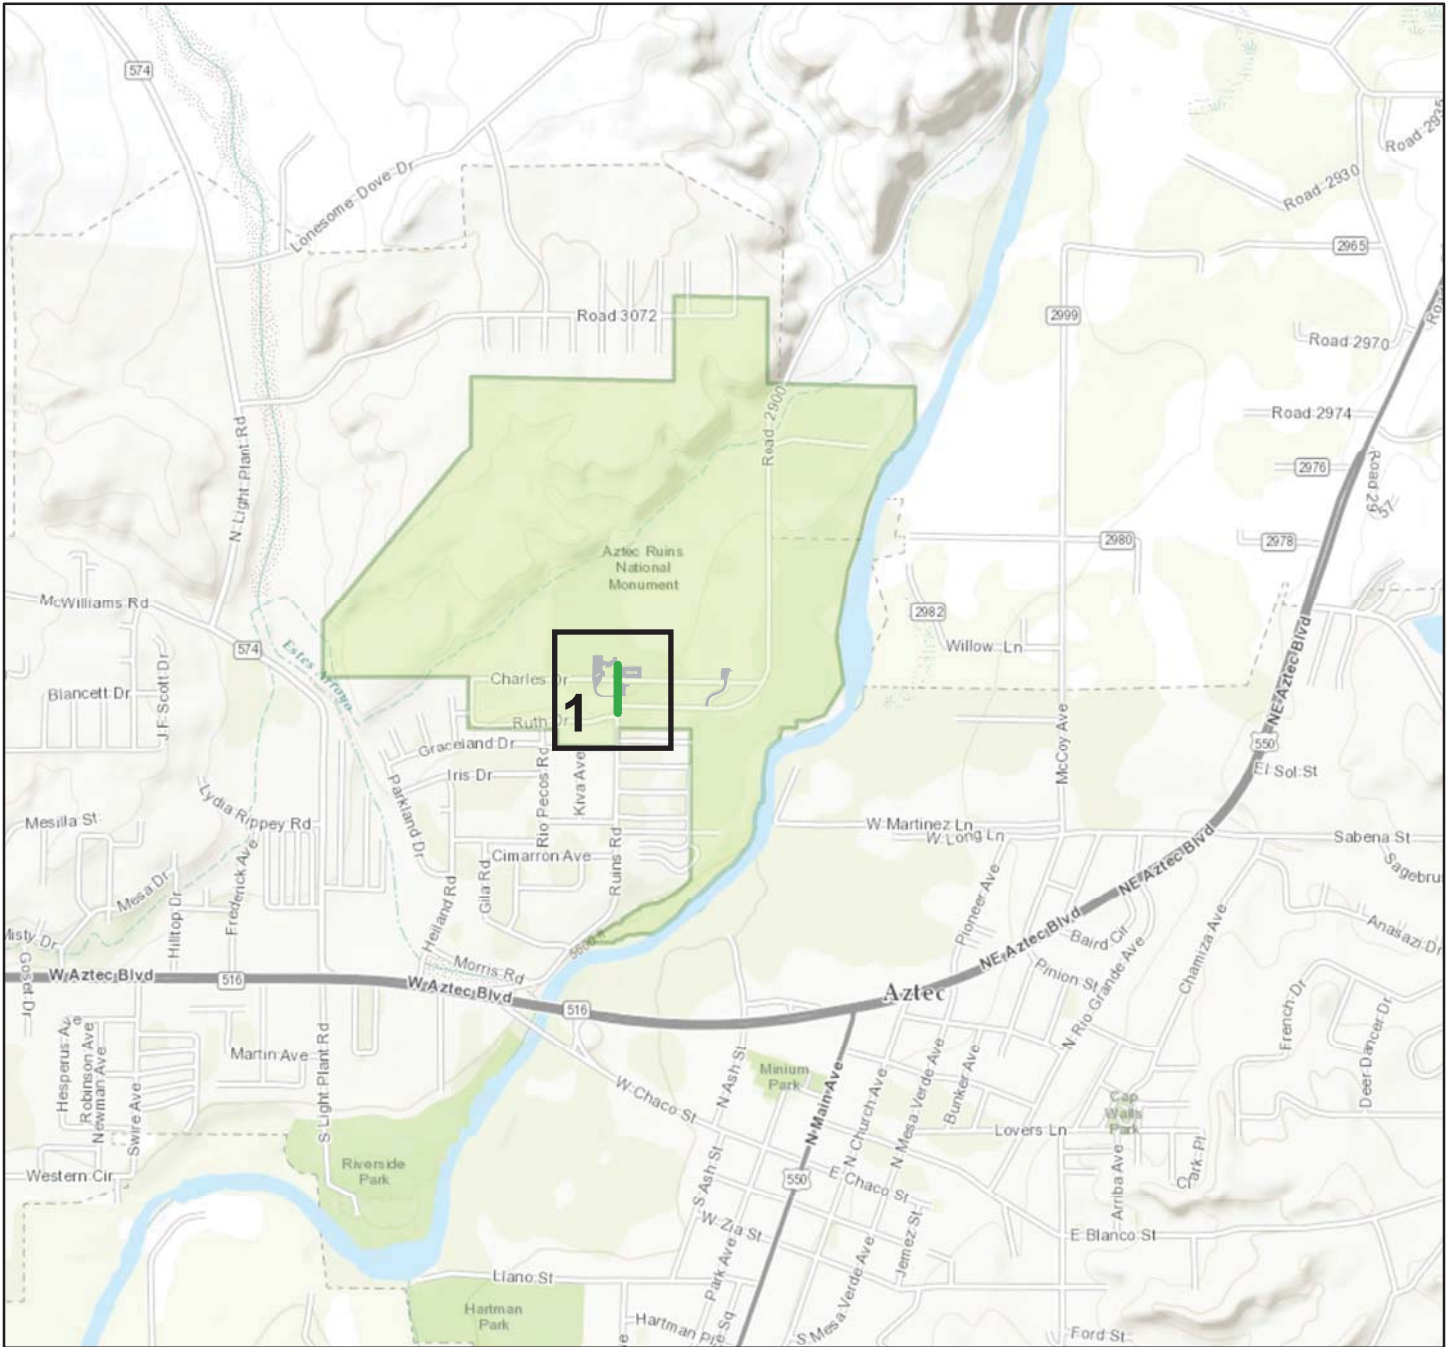 574
Road 2935
Road 2930
Lonesome Dove Dr
2965
Road 3072
2999
Road 2970
Road 2900
Road 2974
N Light Plant Rd
2976
Road 29
57
Aztec Ruins
National
Monument
2980
2978
McWilliams Rd
2982
574
Estes Arroyo
Willow Ln
Charles Dr
1
Blancett Dr
J F Scott Dr
Ruth Dr
NE Aztec Blvd
Graceland Dr
McCoy Ave
550
El Sol St
Iris Dr
Rio Pecos Rd
Kiva Ave
Parkland Dr
Lydia Rippey Rd
Mesilla St
W Martinez Ln
W Long Ln
Sabena St
Ruins Rd
Cimarron Ave
NE Aztec Blvd
Mesa Dr
Frederick Ave
Hilltop Dr
Gila Rd
Heiland Rd
Pioneer Ave
Anasazi Dr
Misty Dr
Baird Cir
NE Aztec Blvd
Chamiza Ave
Goset Dr
W Aztec Blvd
516
Morris Rd
W Aztec Blvd
Pinion St
N Rio Grande Ave
Aztec
516
French Dr
Deer Dancer Dr
Hesperus Ave
Robinson Ave
Newman Ave
Swire Ave
Martin Ave
S Light Plant Rd
N Ash St
Minium
Park
W Chaco St
N Main Ave
N Church Ave
N Mesa Verde Ave
Bunker Ave
Cap
Walls
Park
Lovers Ln
Western Cir
Riverside
Park
S Ash St
550
E Chaco St
Arriba Ave
Clark Pl
W Zia St
Jemez St
E Blanco St
Llano St
Park Ave
S Mesa Verde Ave
Hartman
Park
Hartman Pl
Ford St